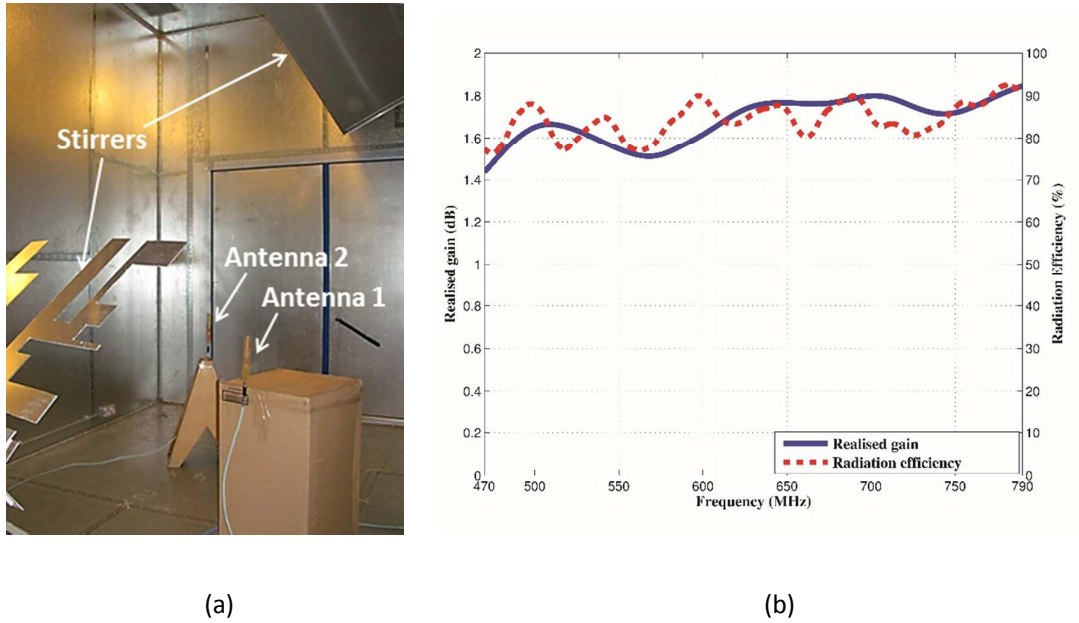 Stirrers
Antenna 2
Antenna 1
(a)
Realised gain (dB)
2
1.8
1.6
1.4
1.2
1
0.8
0.6
0.4
0.2
0
470 500 550 600 650 700 750 790
Frequency (MHz)
100
90
80
70
60
50
40
30
20
10
0
Radiation Efficiency (%)
Realised gain
Radiation efficiency
(b)